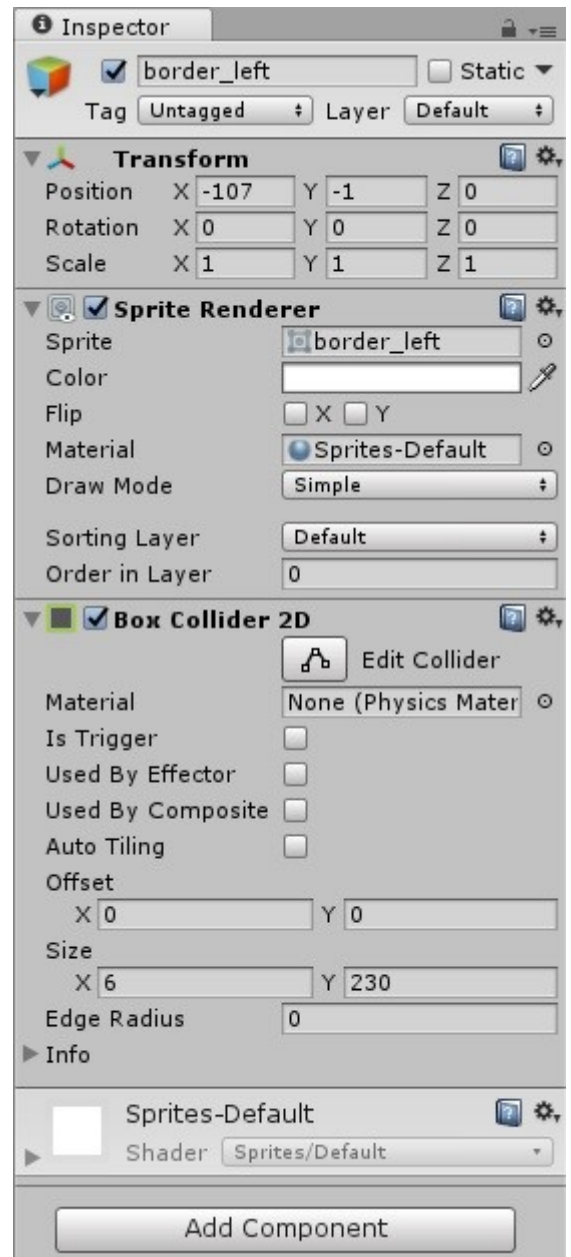 Inspector
border_left Static
Tag Untagged Layer Default
Transform
Position X -107 Y -1 Z 0
Rotation X 0 Y 0 Z 0
Scale X 1 Y 1 Z 1
Sprite Renderer
Sprite border_left
Color
Flip X Y
Material Sprites-Default
Draw Mode Simple
Sorting Layer Default
Order in Layer 0
Box Collider 2D
Edit Collider
Material None (Physics Mater
Is Trigger
Used By Effector
Used By Composite
Auto Tiling
Offset
X 0 Y 0
Size
X 6 Y 230
Edge Radius 0
Info
Sprites-Default
Shader Sprites/Default
Add Component